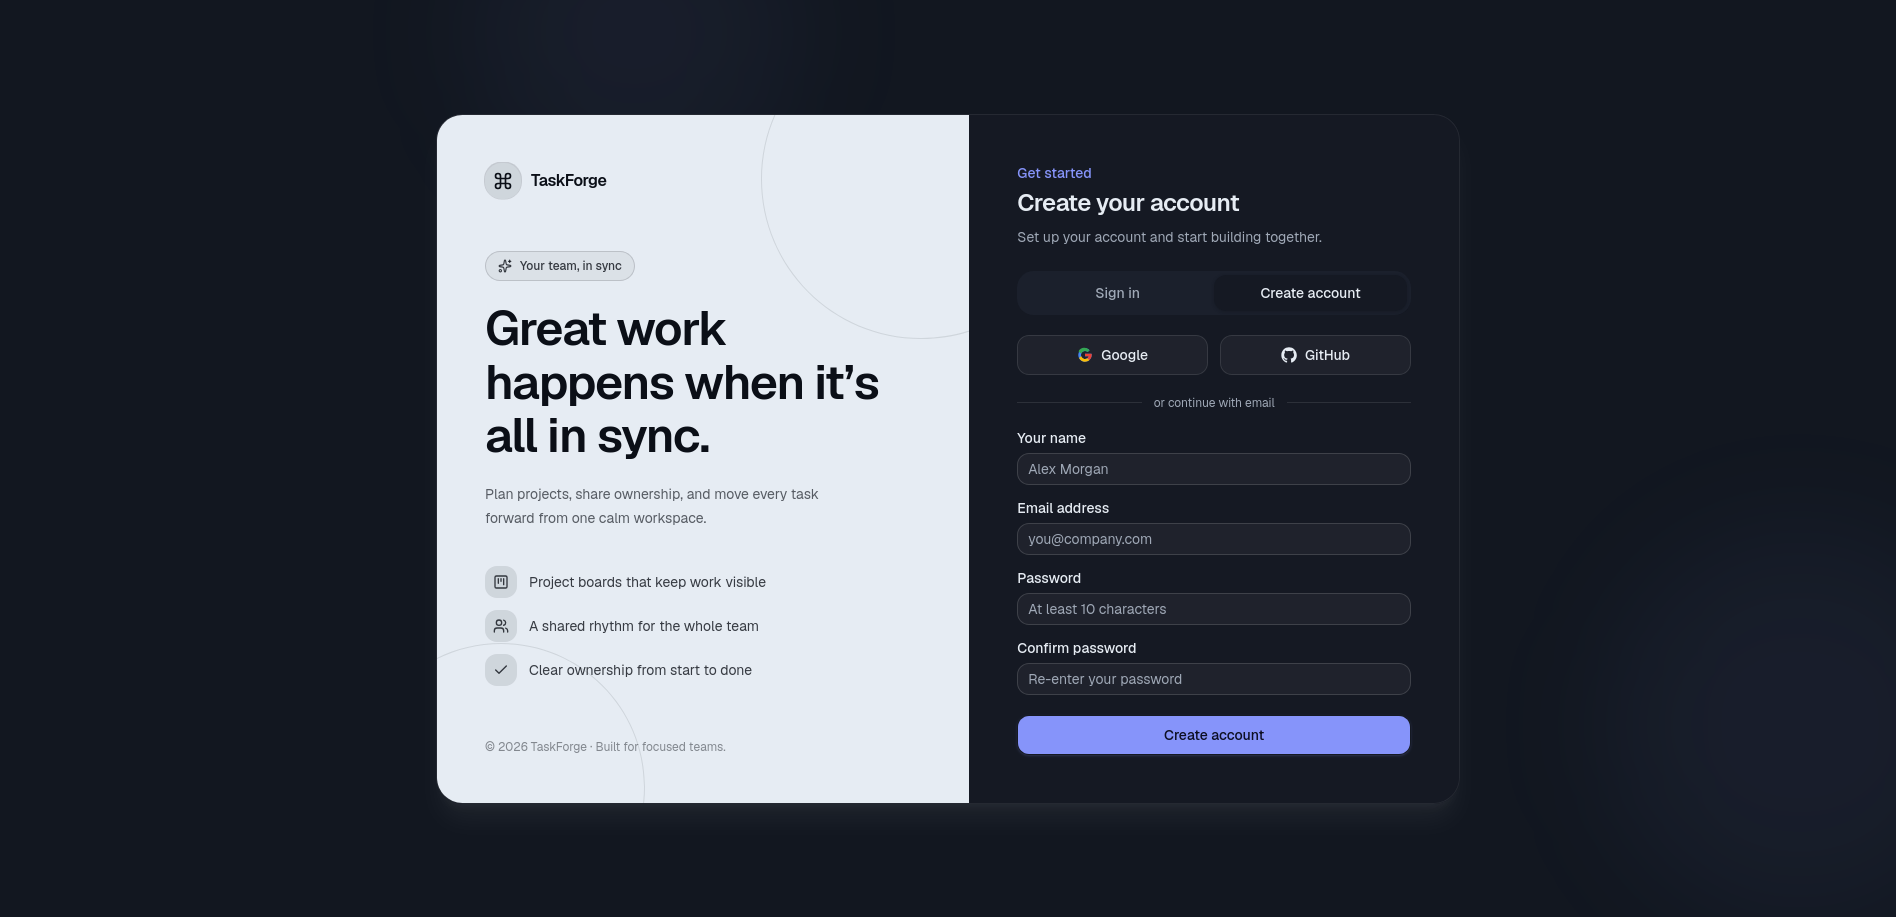 TaskForge
Your team, in sync
Great work
happens when it’s
all in sync.
Plan projects, share ownership, and move every task
forward from one calm workspace.
Project boards that keep work visible
A shared rhythm for the whole team
Clear ownership from start to done
© 2026 TaskForge · Built for focused teams.
Get started
Create your account
Set up your account and start building together.
Sign in
Create account
Google
GitHub
or continue with email
Your name
Alex Morgan
Email address
you@company.com
Password
At least 10 characters
Confirm password
Re-enter your password
Create account